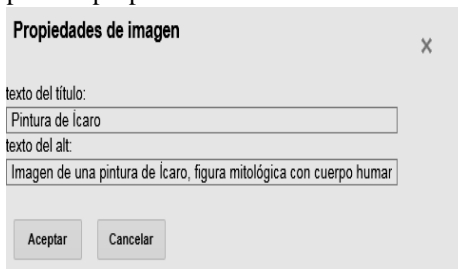 Propiedades de imagen
×
texto del título:
Pintura de Ícaro
texto del alt:
Imagen de una pintura de Ícaro, figura mitológica con cuerpo humar
Aceptar Cancelar